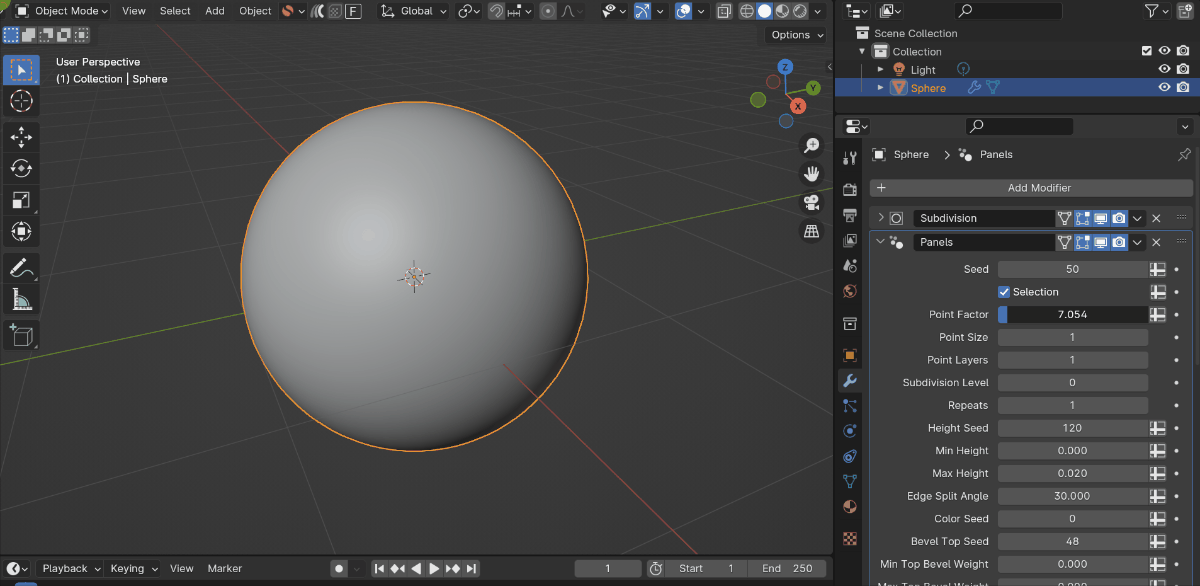 Object Mode View Select Add Object F Global
Options
User Perspective
(1) Collection | Sphere
Z
Y
X
Scene Collection
Collection
Light
Sphere
Sphere Panels
+ Add Modifier
Subdivision
Panels
Seed 50
Selection
Point Factor 7.054
Point Size 1
Point Layers 1
Subdivision Level 0
Repeats 1
Height Seed 120
Min Height 0.000
Max Height 0.020
Edge Split Angle 30.000
Color Seed 0
Bevel Top Seed 48
Min Top Bevel Weight 0.000
Max Top Bevel Weight
Playback Keying View Marker 1 Start 1 End 250